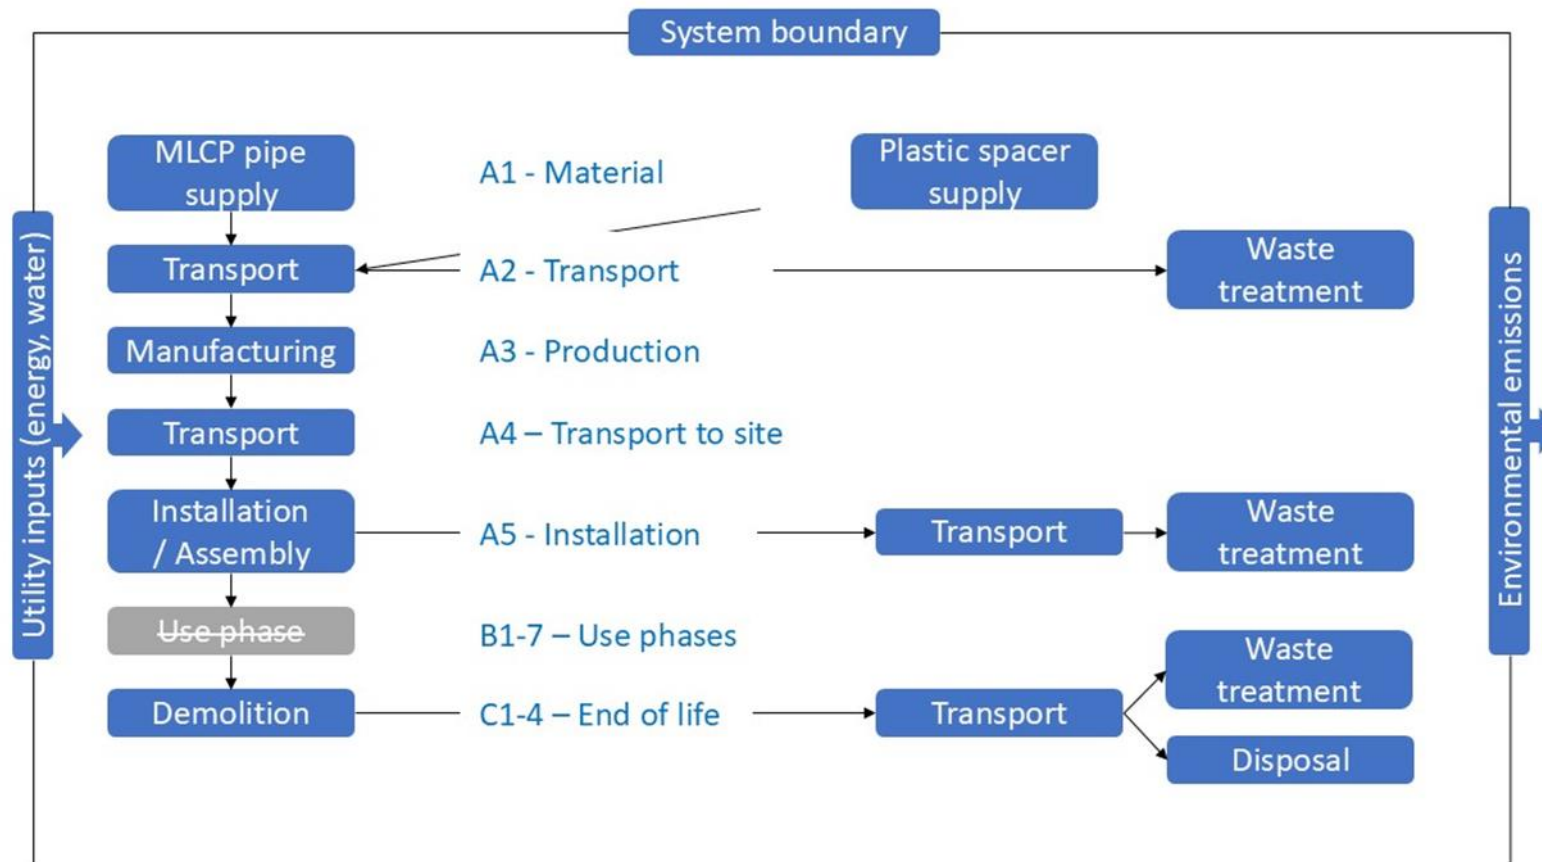 System boundary
MLCP pipe
supply
A1 - Material
Plastic spacer
supply
Transport
A2 - Transport
Waste
treatment
Manufacturing
A3 - Production
Transport
A4 – Transport to site
Installation
/ Assembly
A5 - Installation
Transport
Waste
treatment
Use phase
B1-7 – Use phases
Waste
treatment
Demolition
C1-4 – End of life
Transport
Disposal
Utility inputs (energy, water)
Environmental emissions